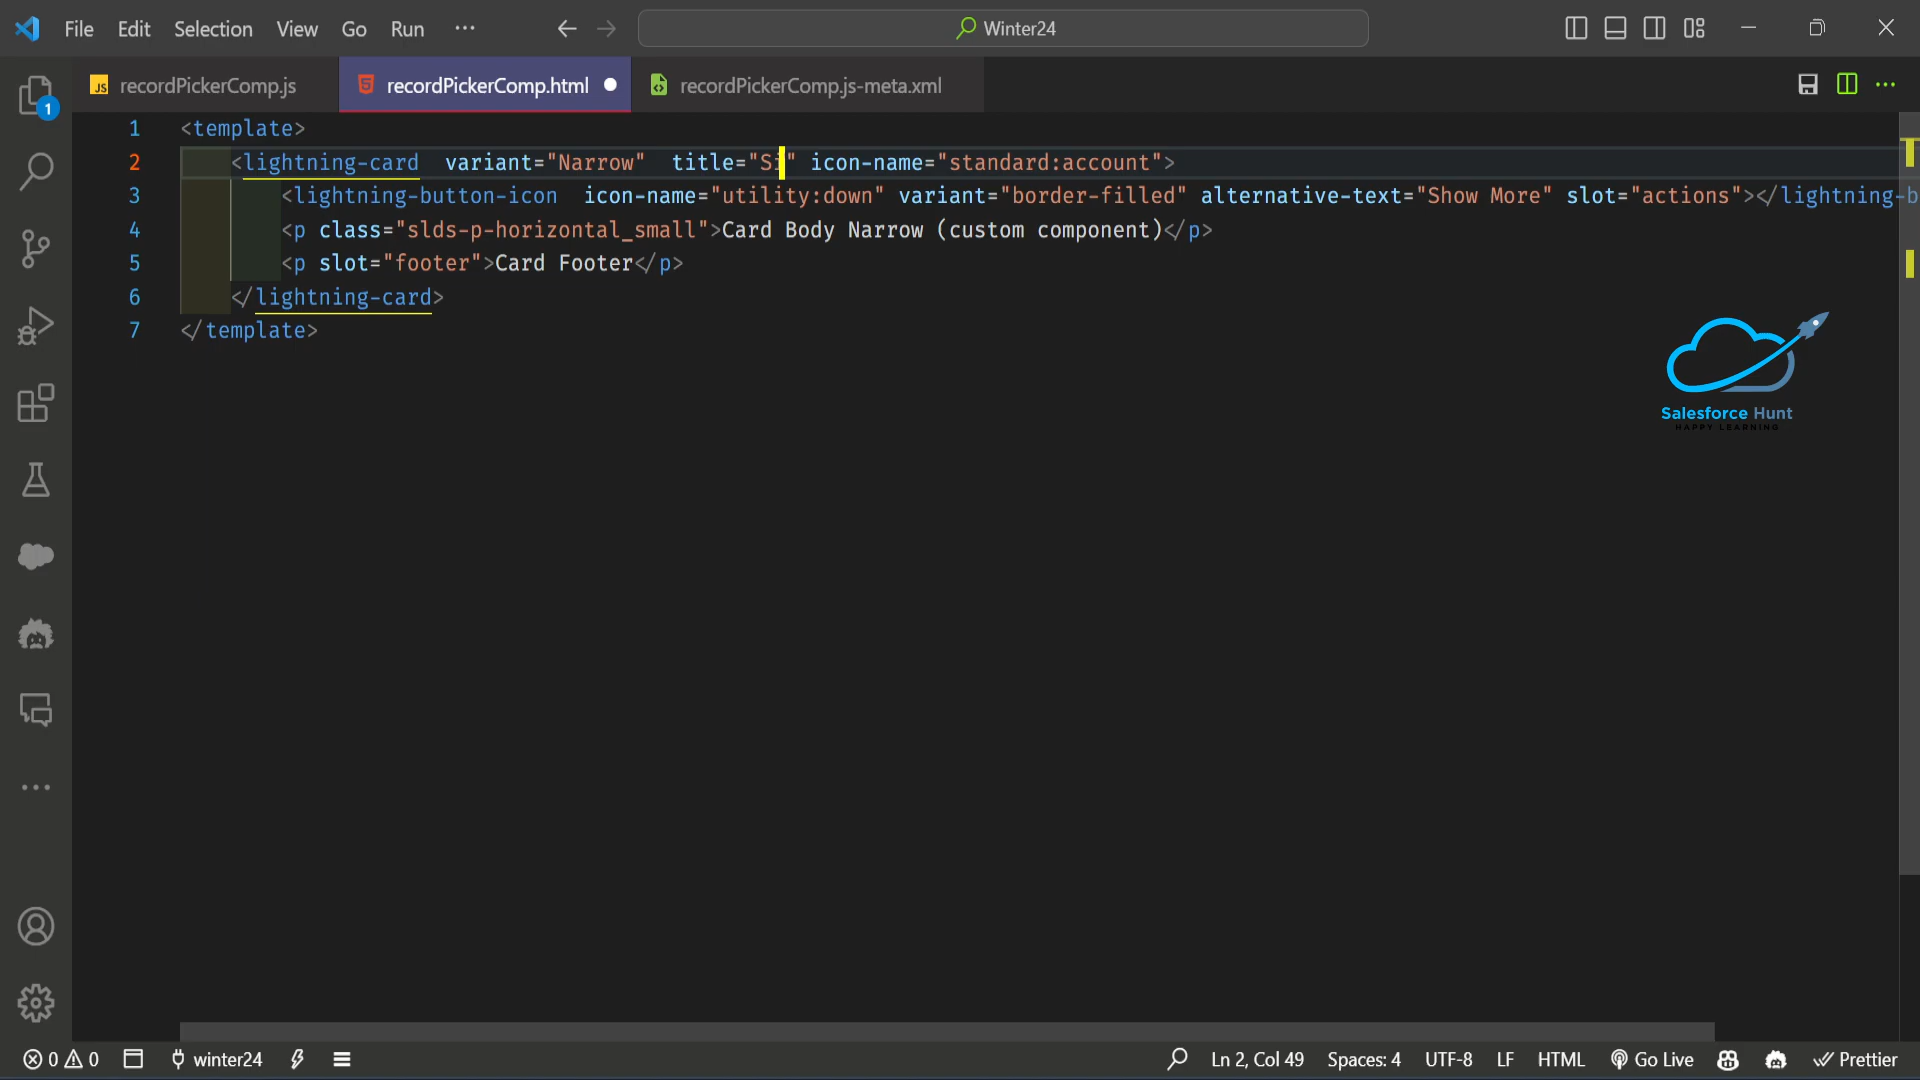 File Edit Selection View Go Run ··· Winter24
JS recordPickerComp.js recordPickerComp.html recordPickerComp.js-meta.xml
1 <template>
2 <lightning-card variant="Narrow" title="Si" icon-name="standard:account">
3 <lightning-button-icon icon-name="utility:down" variant="border-filled" alternative-text="Show More" slot="actions"></lightning-b
4 <p class="slds-p-horizontal_small">Card Body Narrow (custom component)</p>
5 <p slot="footer">Card Footer</p>
6 </lightning-card>
7 </template>
1
Salesforce Hunt
HAPPY LEARNING
0 0 winter24 Ln 2, Col 49 Spaces: 4 UTF-8 LF HTML Go Live Prettier